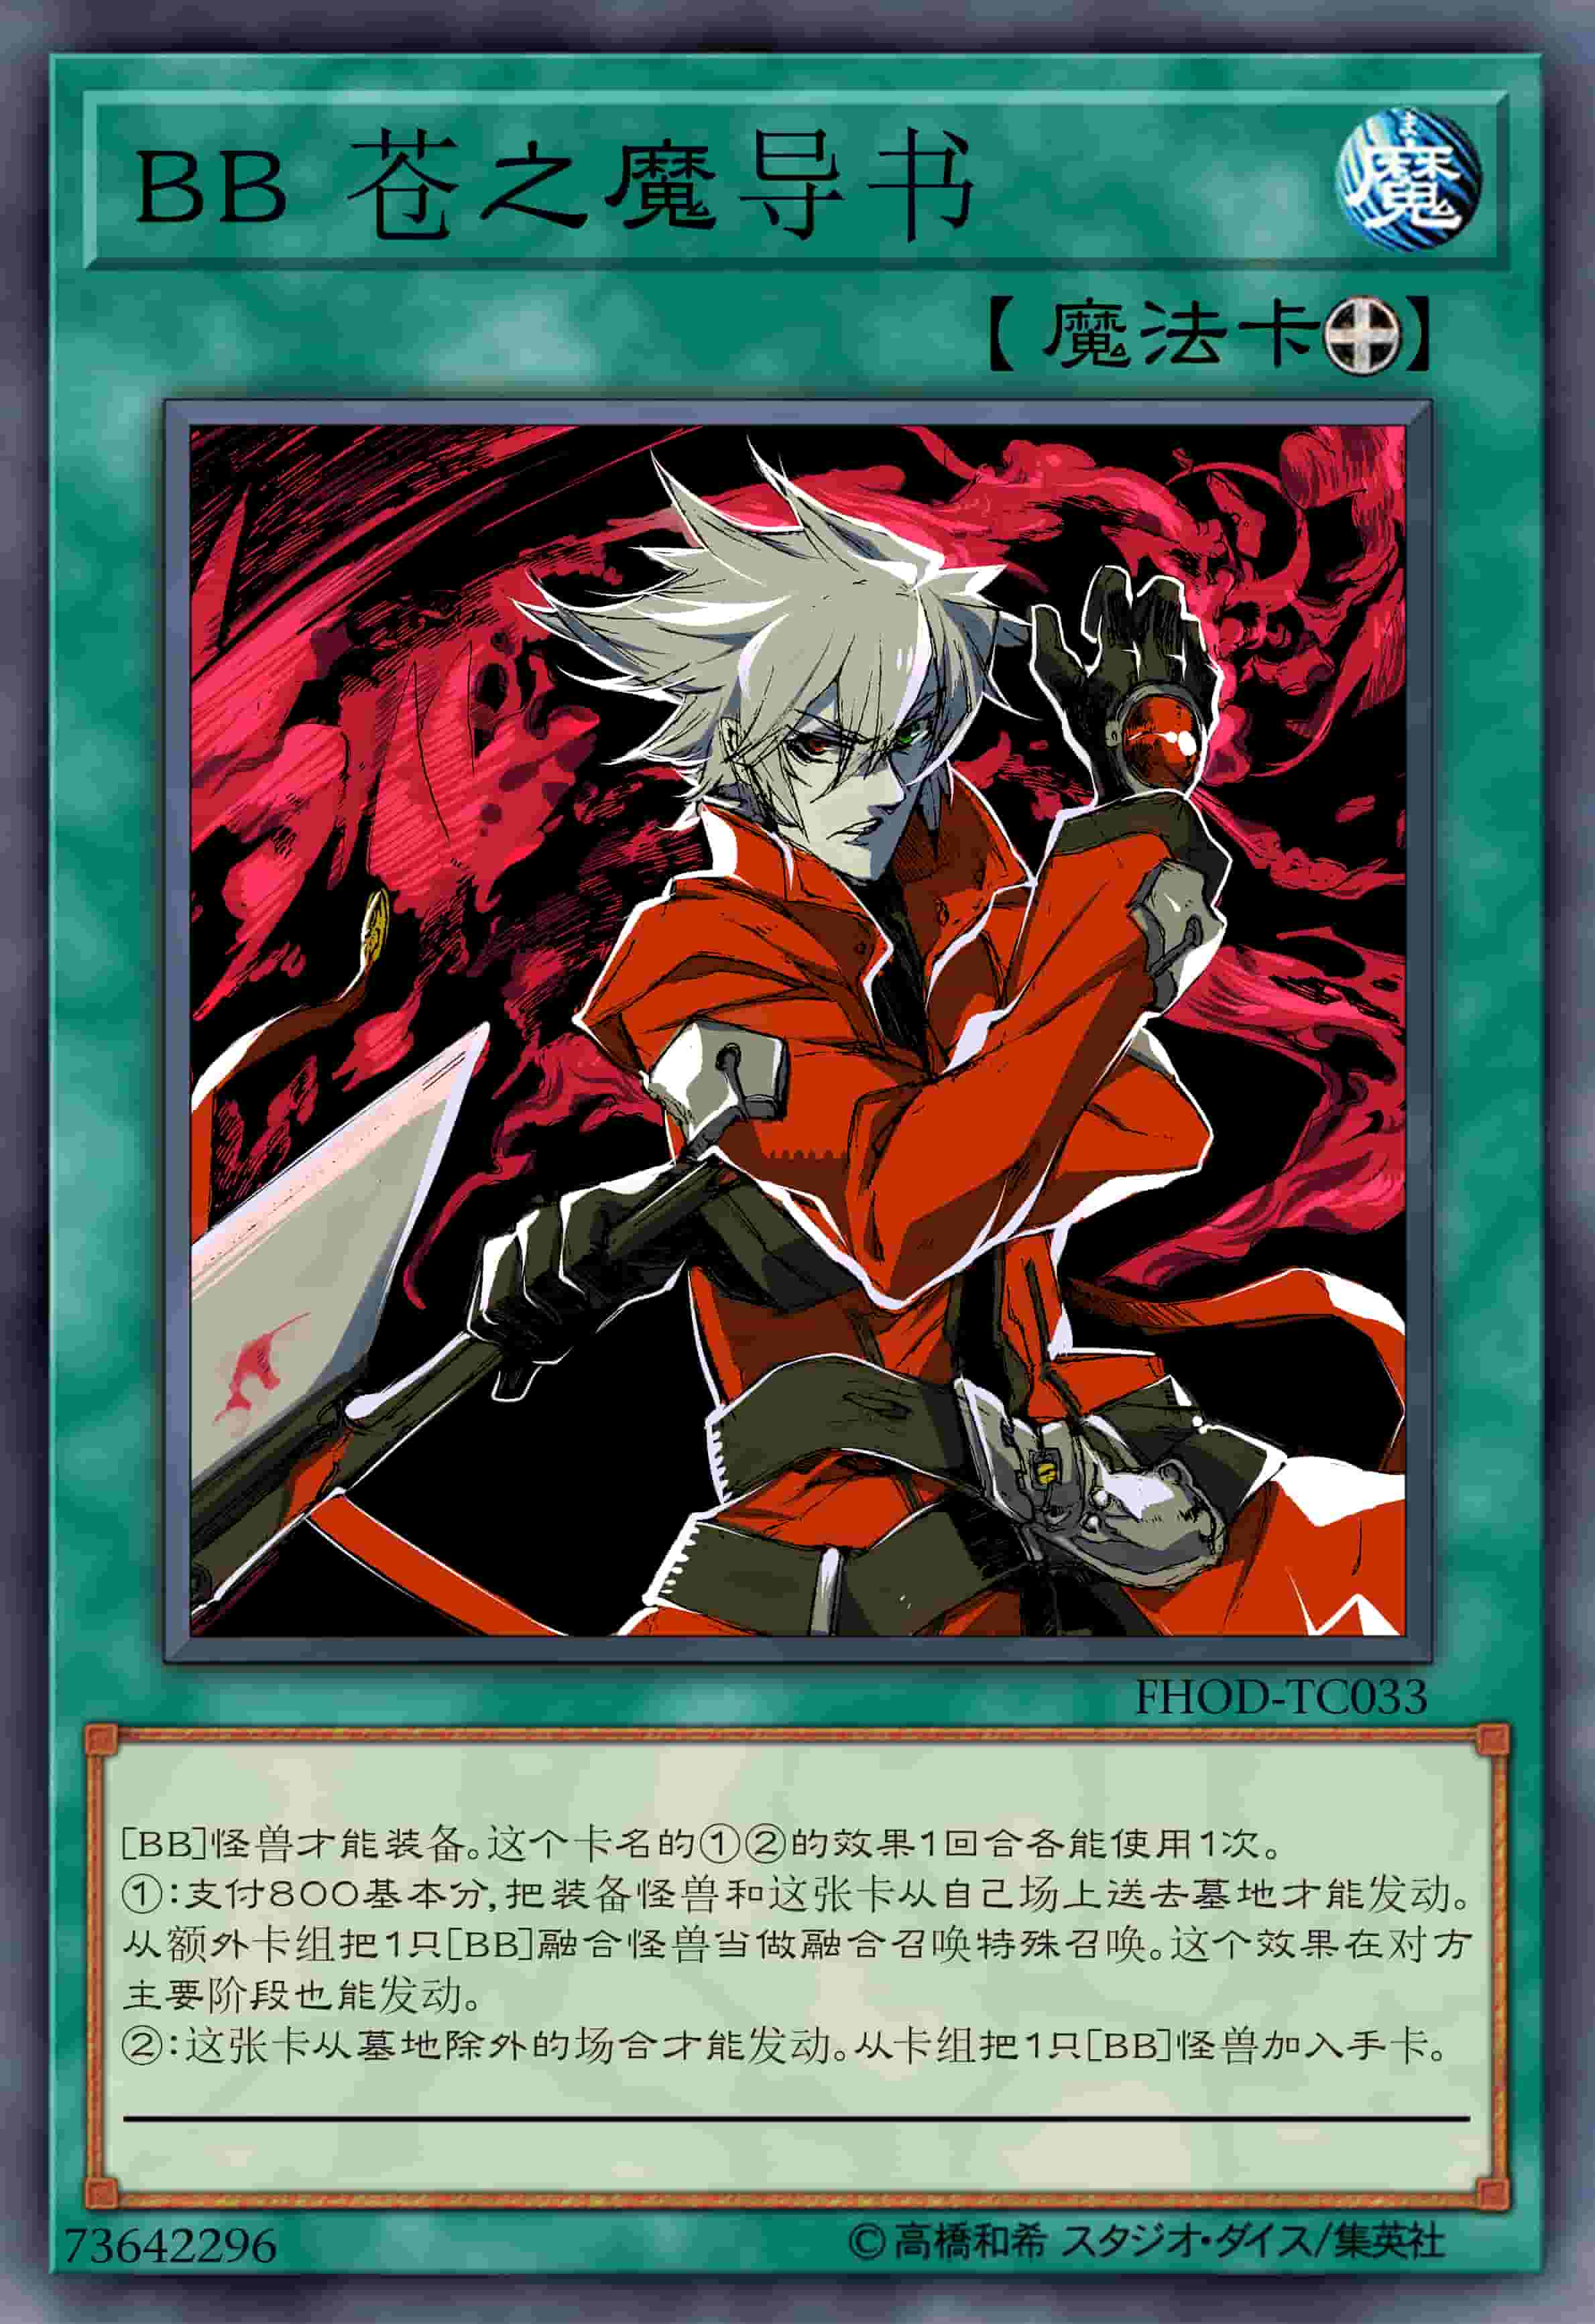 BB 苍之魔导书
ま
魔
【魔法卡】
FHOD-TC033
[BB]怪兽才能装备。这个卡名的①②的效果1回合各能使用1次。
①:支付800基本分,把装备怪兽和这张卡从自己场上送去墓地才能发动。
从额外卡组把1只[BB]融合怪兽当做融合召唤特殊召唤。这个效果在对方
主要阶段也能发动。
②:这张卡从墓地除外的场合才能发动。从卡组把1只[BB]怪兽加入手卡。
73642296
©高橋和希 スタジオ・ダイス/集英社